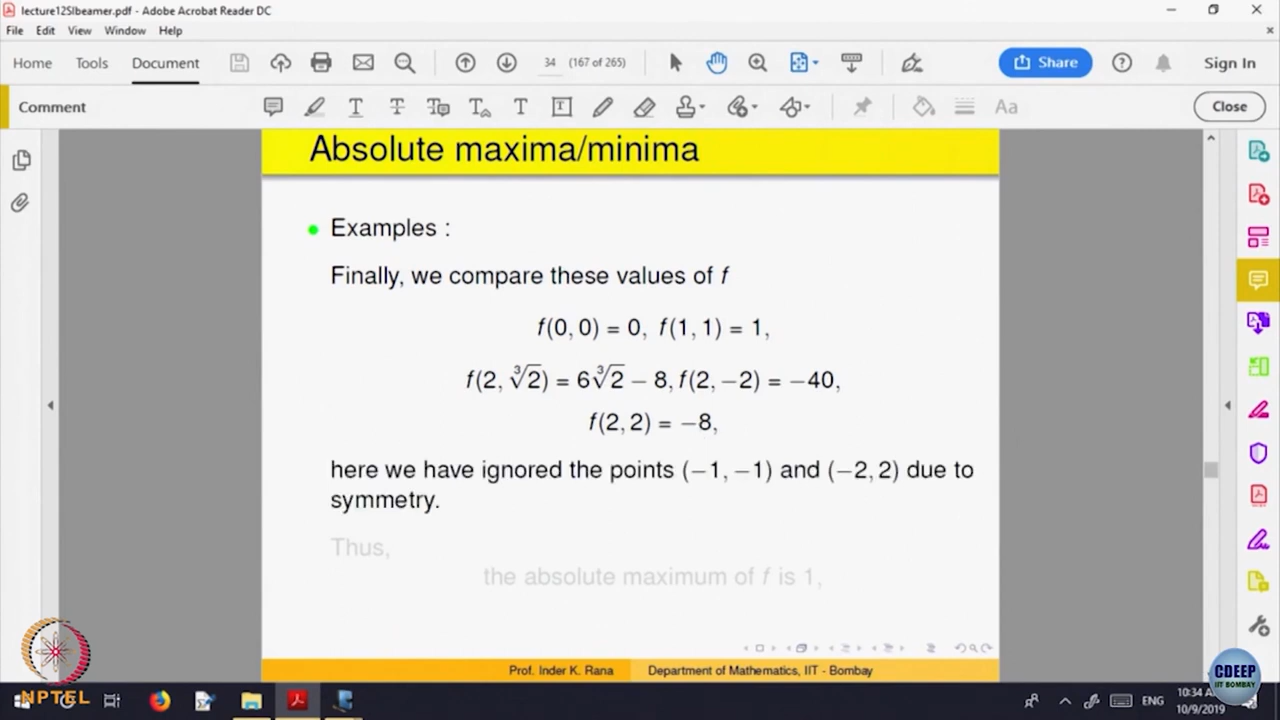 lecture12Slbeamer.pdf - Adobe Acrobat Reader DC
File Edit View Window Help
Home Tools Document 34 (167 of 265) Share Sign In
Comment Aa Close
Absolute maxima/minima
Examples :
Finally, we compare these values of f
f(0, 0) = 0, f(1, 1) = 1,
f(2, ∛2) = 6∛2 − 8, f(2, −2) = −40,
f(2, 2) = −8,
here we have ignored the points (−1, −1) and (−2, 2) due to
symmetry.
Thus,
the absolute maximum of f is 1,
Prof. Inder K. Rana Department of Mathematics, IIT - Bombay
NPTEL
CDEEP
IIT BOMBAY
ENG
10:34
10/9/2019